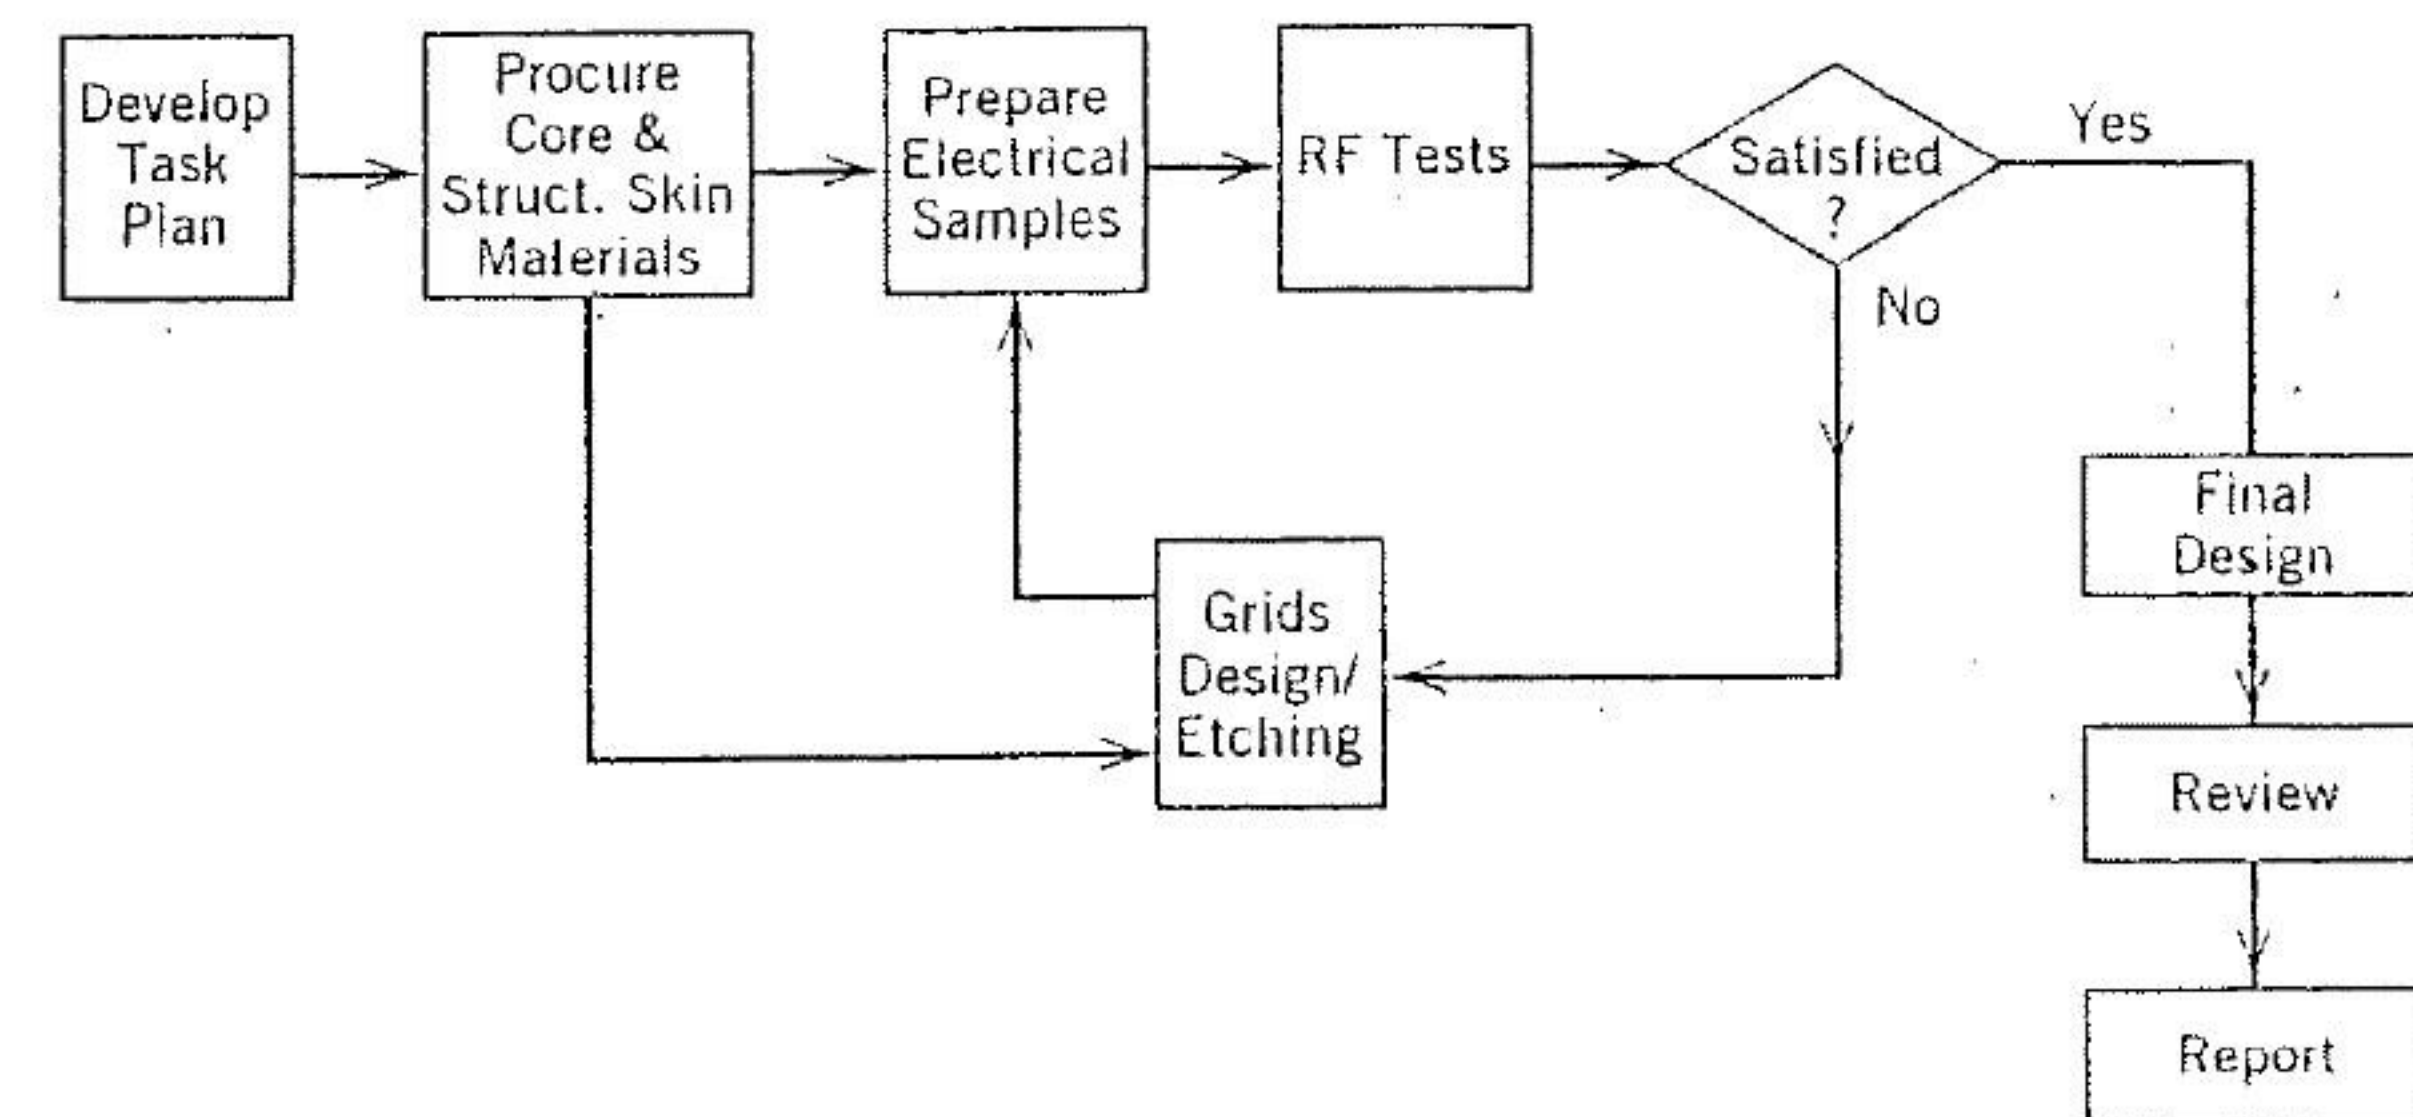 Develop
Task
Plan
Procure
Core &
Struct. Skin
Materials
Prepare
Electrical
Samples
RF Tests
Satisfied
?
Yes
No
Grids
Design/
Etching
Final
Design
Review
Report